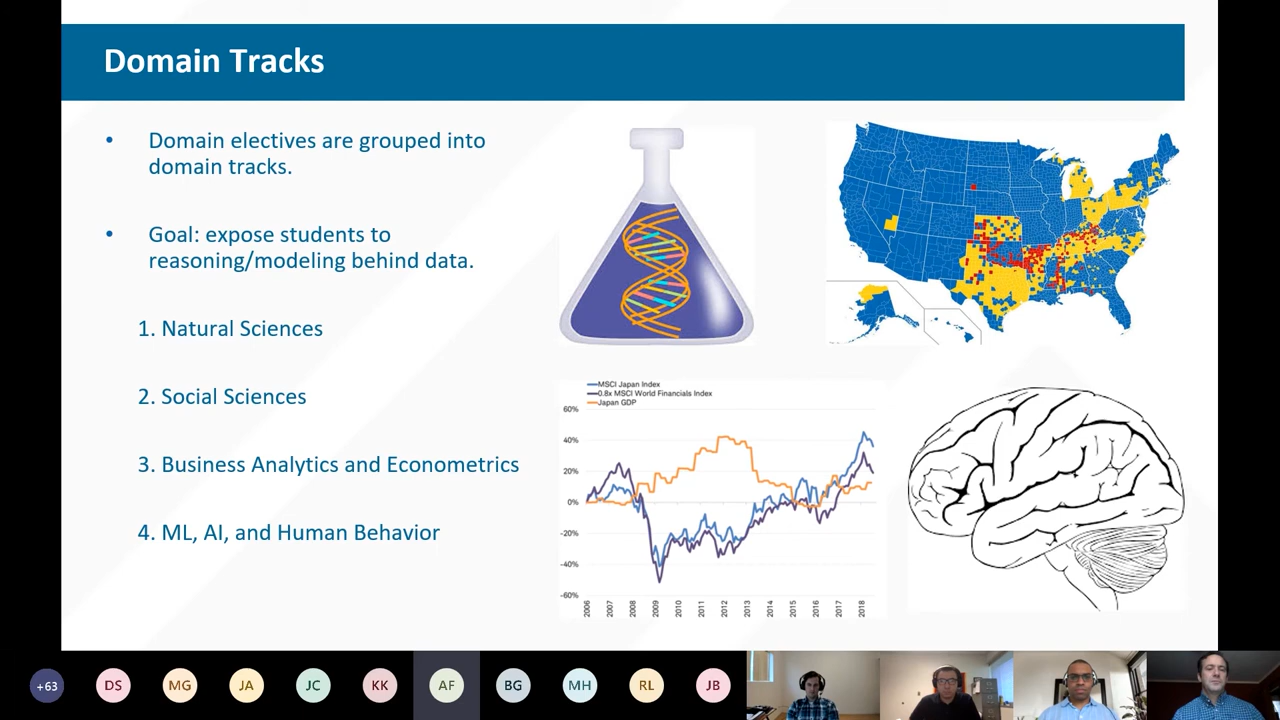 Domain Tracks
• Domain electives are grouped into
domain tracks.
• Goal: expose students to
reasoning/modeling behind data.
1. Natural Sciences
2. Social Sciences
3. Business Analytics and Econometrics
4. ML, AI, and Human Behavior
MSCI Japan Index
0.8x MSCI World Financials Index
Japan GDP
60%
40%
20%
0%
-20%
-40%
-60%
2006 2007 2008 2009 2010 2011 2012 2013 2014 2015 2016 2017 2018
+63 DS MG JA JC KK AF BG MH RL JB